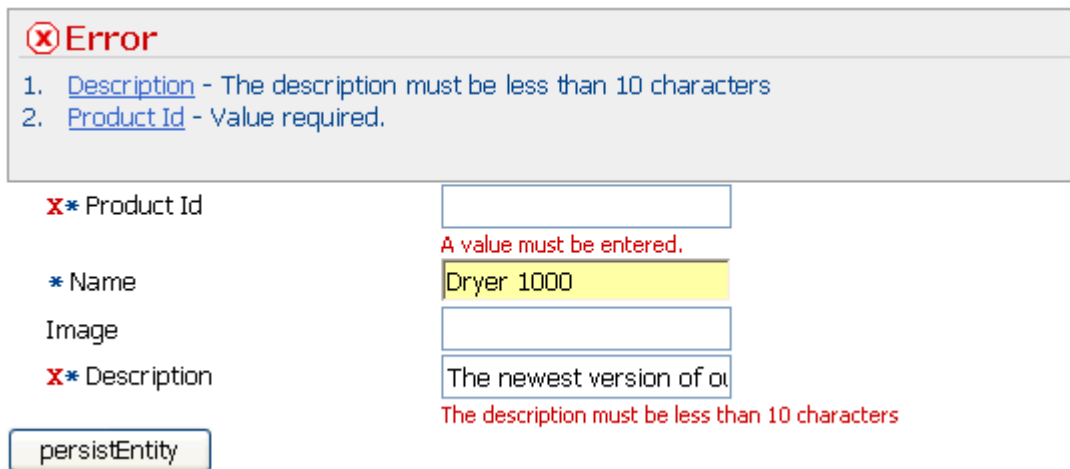 Error
1. Description - The description must be less than 10 characters
2. Product Id - Value required.
X* Product Id
A value must be entered.
* Name Dryer 1000
Image
X* Description The newest version of ou
The description must be less than 10 characters
persistEntity